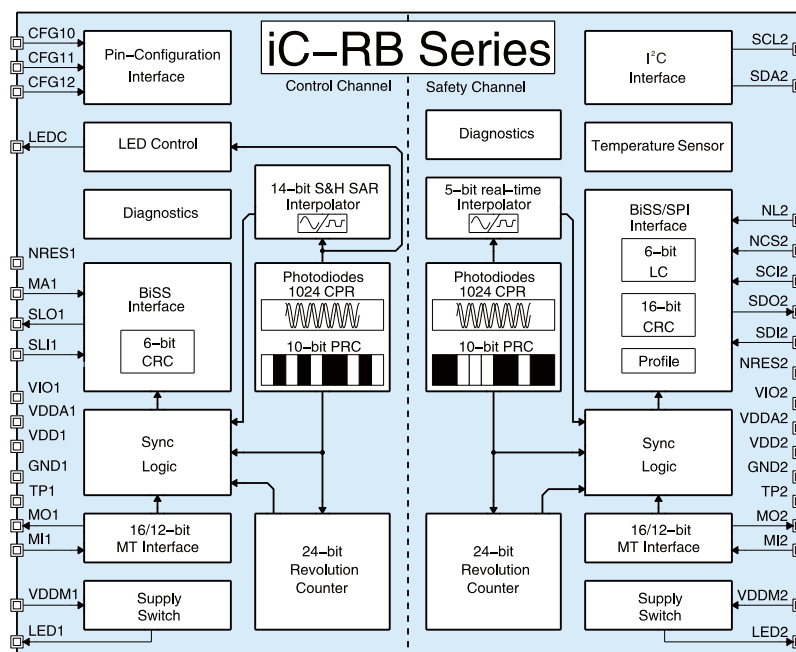 iC–RB Series
Control Channel
Safety Channel
CFG10
CFG11
CFG12
Pin–Configuration
Interface
LEDC
LED Control
Diagnostics
14–bit S&H SAR
Interpolator
NRES1
MA1
SLO1
SLI1
BiSS
Interface
6–bit
CRC
Photodiodes
1024 CPR
10–bit PRC
VIO1
VDDA1
VDD1
GND1
TP1
MO1
MI1
Sync
Logic
16/12–bit
MT Interface
24–bit
Revolution
Counter
VDDM1
LED1
Supply
Switch
Diagnostics
5–bit real–time
Interpolator
Photodiodes
1024 CPR
10–bit PRC
24–bit
Revolution
Counter
I²C
Interface
SCL2
SDA2
Temperature Sensor
BiSS/SPI
Interface
6–bit
LC
16–bit
CRC
Profile
NL2
NCS2
SCI2
SDO2
SDI2
NRES2
VIO2
VDDA2
VDD2
GND2
TP2
MO2
MI2
Sync
Logic
16/12–bit
MT Interface
Supply
Switch
VDDM2
LED2